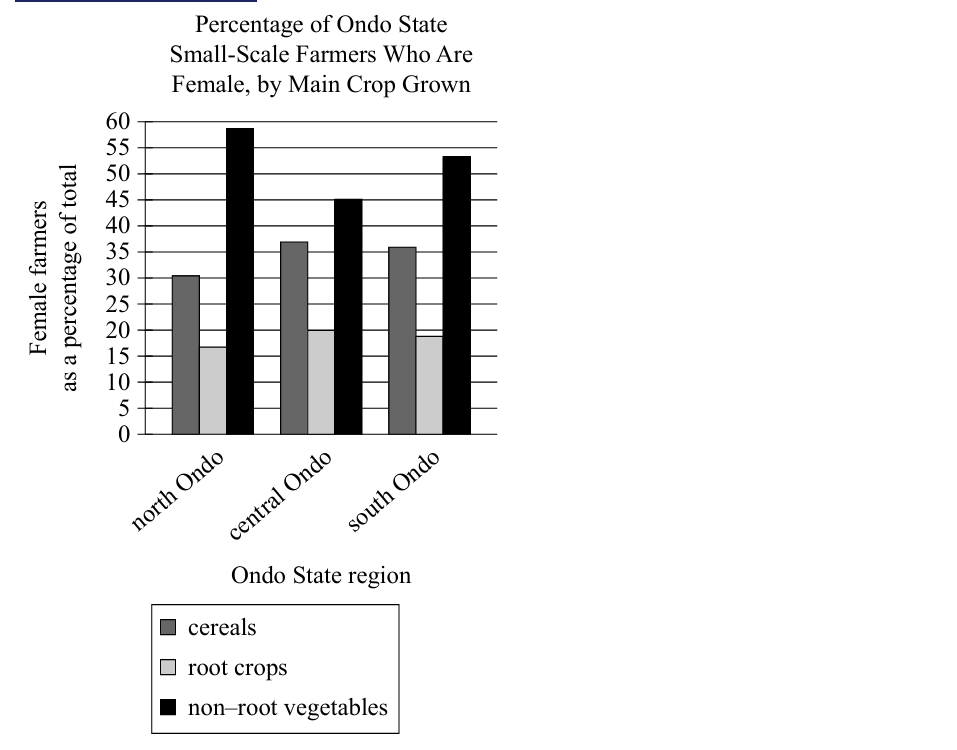 Percentage of Ondo State
Small-Scale Farmers Who Are
Female, by Main Crop Grown
Female farmers
as a percentage of total
60
55
50
45
40
35
30
25
20
15
10
5
0
north Ondo
central Ondo
south Ondo
Ondo State region
cereals
root crops
non–root vegetables